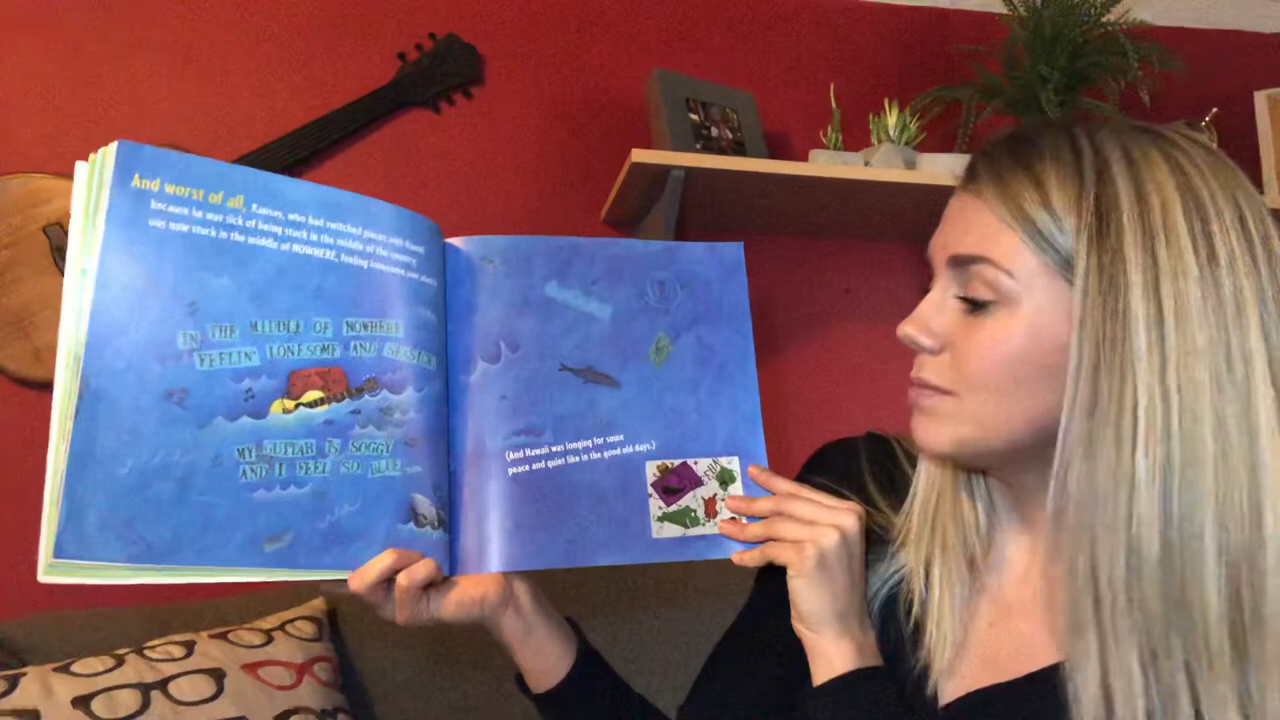 And worst of all, Kansas, who had switched places with Hawaii
because he was sick of being stuck in the middle of the country,
was now stuck in the middle of NOWHERE, feeling lonesome and
IN THE MIDDLE OF NOWHERE
FEELIN' LONESOME AND SEASICK
MY GUITAR IS SOGGY
AND I FEEL SO BLUE
(And Hawaii was longing for some
peace and quiet like in the good old days.)